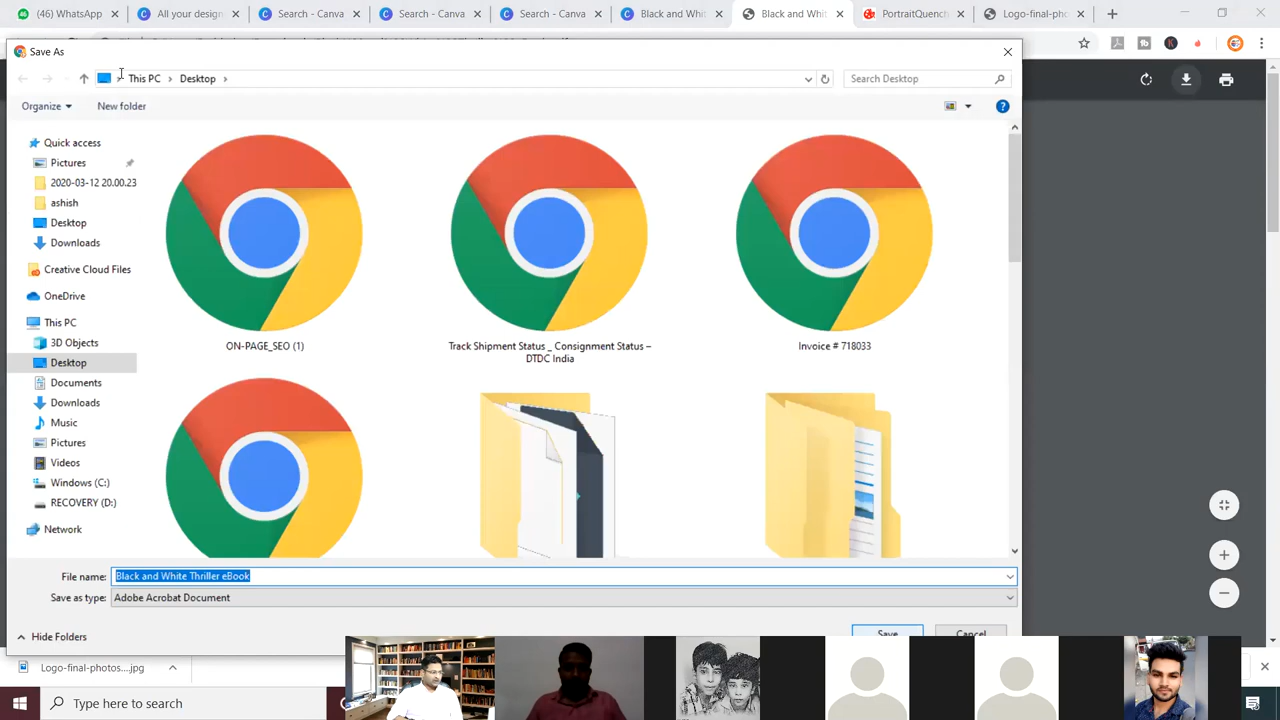 (46) WhatsApp
All your design
Search - Canva
Search - Canva
Search - Canva
Black and Wh
Black and Wh
PortraitQuench
Logo-final-pho
Save As
This PC
Desktop
Search Desktop
Organize
New folder
Quick access
Pictures
2020-03-12 20.00.23
ashish
Desktop
Downloads
Creative Cloud Files
OneDrive
This PC
3D Objects
Desktop
Documents
Downloads
Music
Pictures
Videos
Windows (C:)
RECOVERY (D:)
Network
ON-PAGE_SEO (1)
Track Shipment Status _ Consignment Status –
DTDC India
Invoice # 718033
File name:
Black and White Thriller eBook
Save as type:
Adobe Acrobat Document
Hide Folders
Save
Cancel
Logo-final-photos....jpg
Type here to search